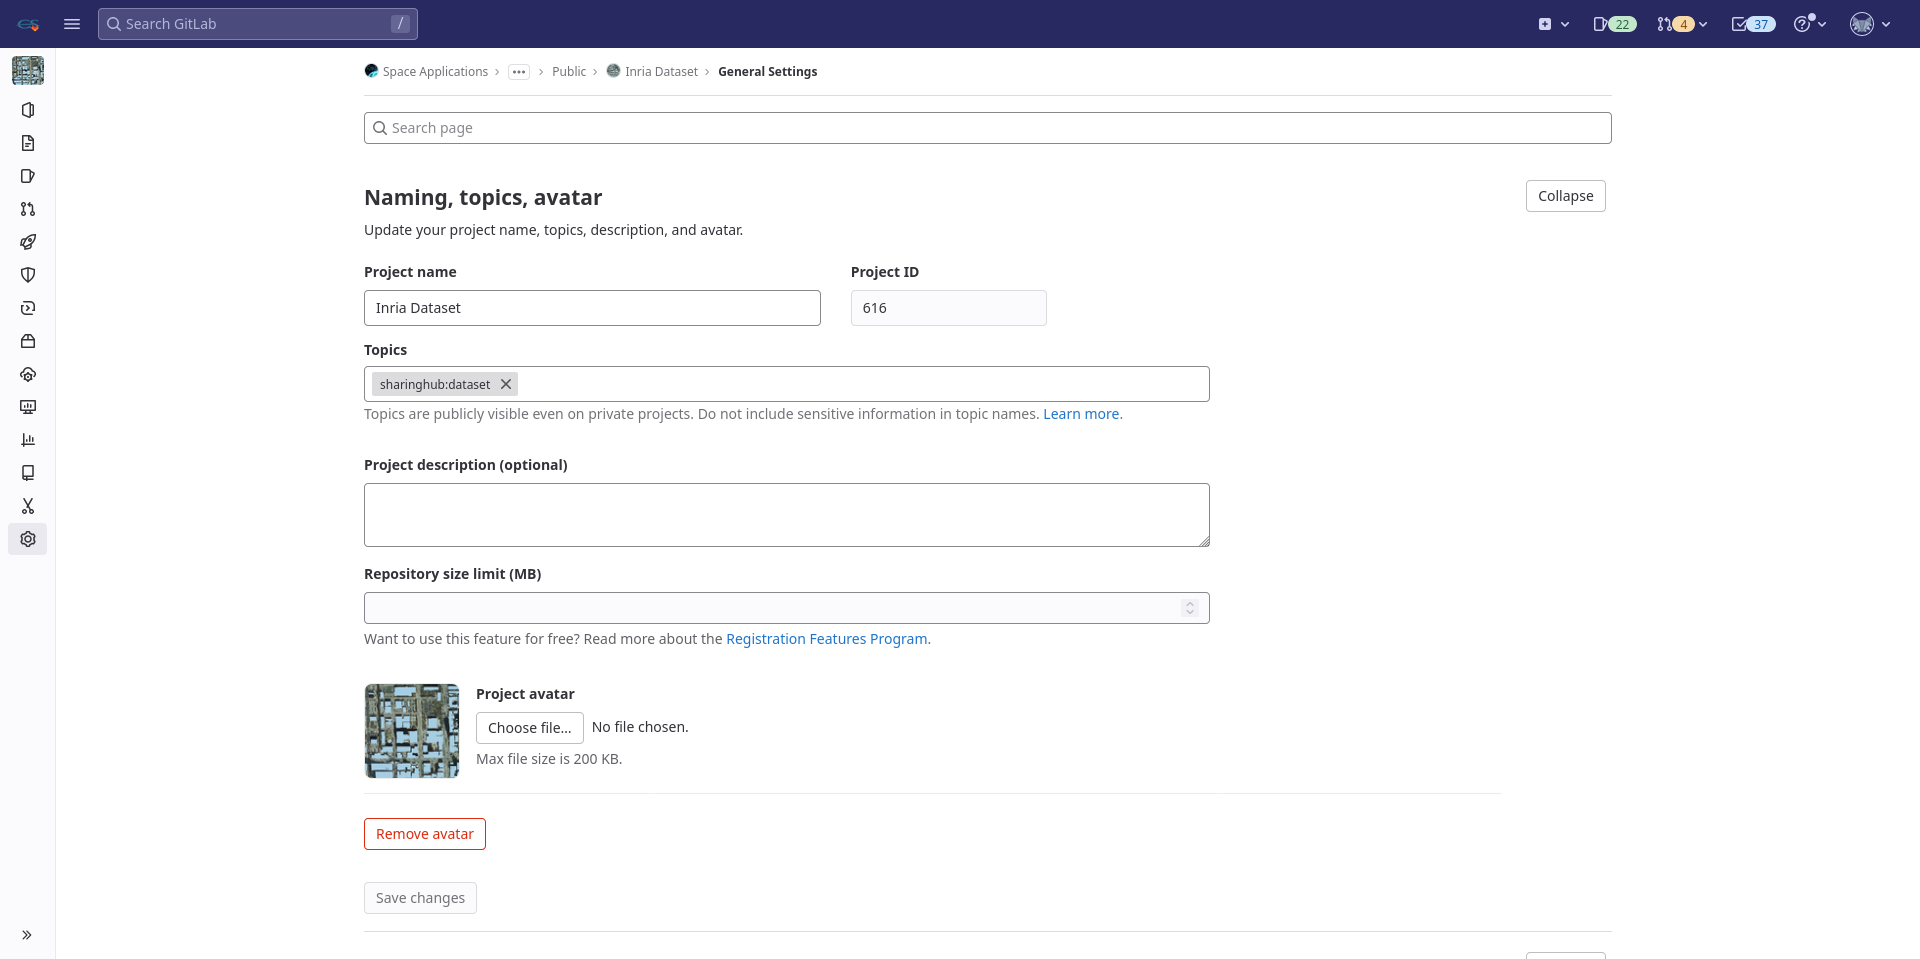 Search GitLab /
22 4 37
Space Applications > ••• > Public > Inria Dataset > General Settings
Search page
Naming, topics, avatar
Collapse
Update your project name, topics, description, and avatar.
Project name Project ID
Inria Dataset 616
Topics
sharinghub:dataset
Topics are publicly visible even on private projects. Do not include sensitive information in topic names. Learn more.
Project description (optional)
Repository size limit (MB)
Want to use this feature for free? Read more about the Registration Features Program.
Project avatar
Choose file... No file chosen.
Max file size is 200 KB.
Remove avatar
Save changes